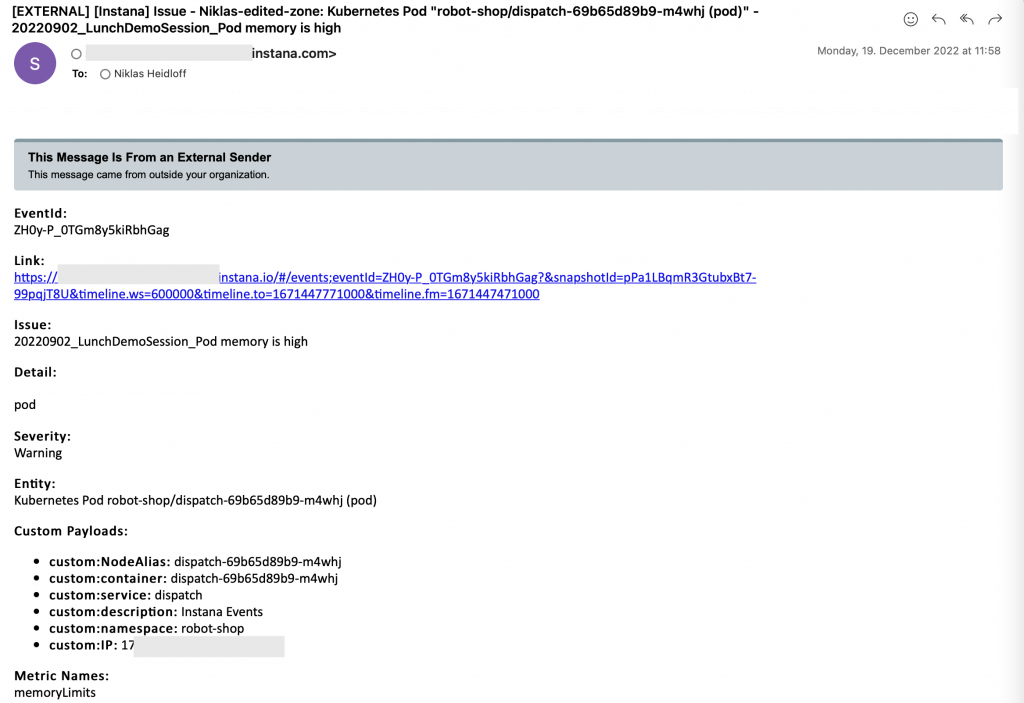 [EXTERNAL] [Instana] Issue - Niklas-edited-zone: Kubernetes Pod "robot-shop/dispatch-69b65d89b9-m4whj (pod)" -
20220902_LunchDemoSession_Pod memory is high
S
instana.com>
Monday, 19. December 2022 at 11:58
To: Niklas Heidloff
This Message Is From an External Sender
This message came from outside your organization.
EventId:
ZH0y-P_0TGm8y5kiRbhGag
Link:
https:// instana.io/#/events;eventId=ZH0y-P_0TGm8y5kiRbhGag?&snapshotId=pPa1LBqmR3GtubxBt7-
99pqjT8U&timeline.ws=600000&timeline.to=1671447771000&timeline.fm=1671447471000
Issue:
20220902_LunchDemoSession_Pod memory is high
Detail:
pod
Severity:
Warning
Entity:
Kubernetes Pod robot-shop/dispatch-69b65d89b9-m4whj (pod)
Custom Payloads:
• custom:NodeAlias: dispatch-69b65d89b9-m4whj
• custom:container: dispatch-69b65d89b9-m4whj
• custom:service: dispatch
• custom:description: Instana Events
• custom:namespace: robot-shop
• custom:IP: 17
Metric Names:
memoryLimits